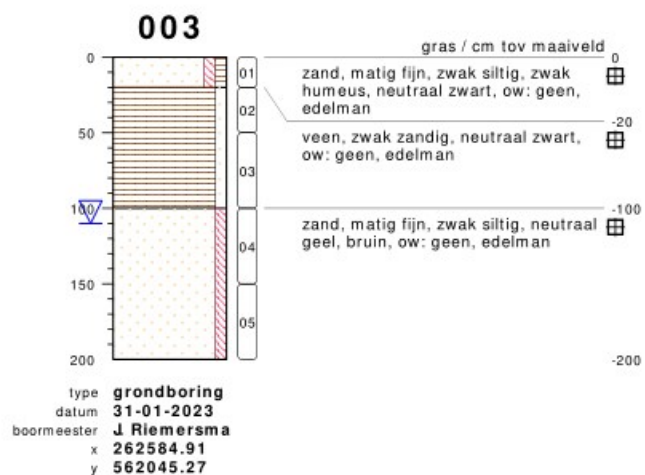 003
gras / cm tov maaiveld
0
0
01
zand, matig fijn, zwak siltig, zwak
humeus, neutraal zwart, ow: geen,
edelman
-20
02
veen, zwak zandig, neutraal zwart,
ow: geen, edelman
50
03
100
-100
04
zand, matig fijn, zwak siltig, neutraal
geel, bruin, ow: geen, edelman
150
05
200
-200
type grondboring
datum 31-01-2023
boormeester J. Riemersma
x 262584.91
y 562045.27